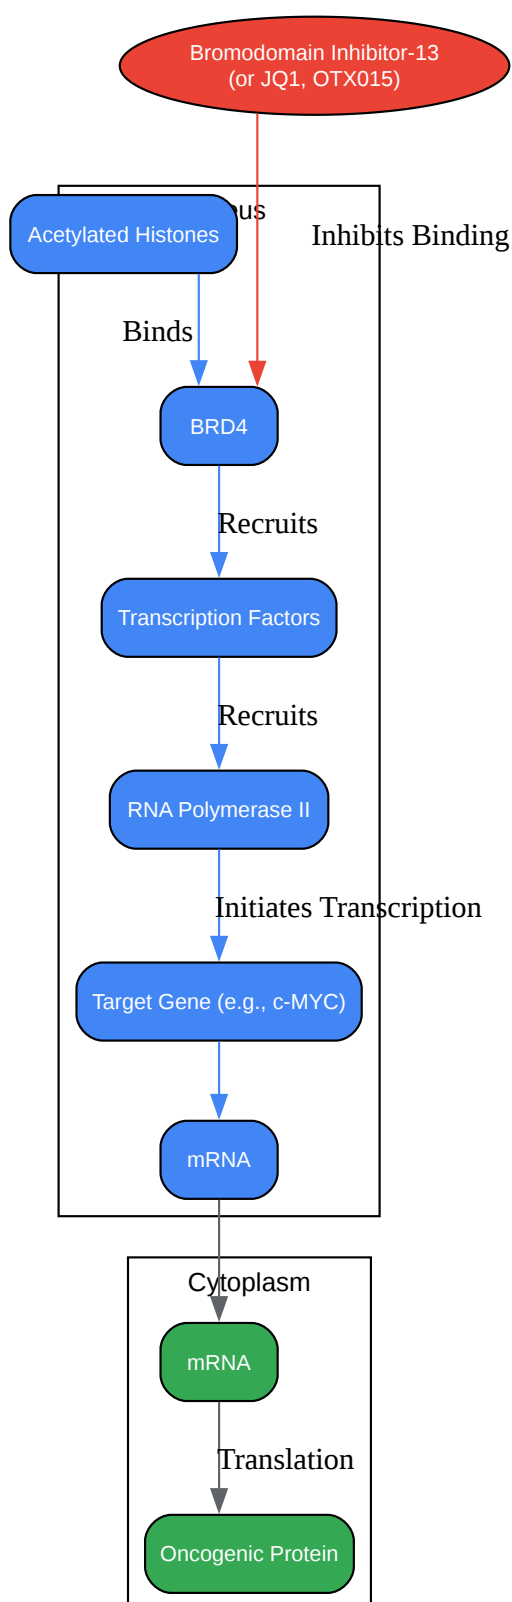 Bromodomain Inhibitor-13
(or JQ1, OTX015)
Acetylated Histones
Inhibits Binding
Binds
BRD4
Recruits
Transcription Factors
Recruits
RNA Polymerase II
Initiates Transcription
Target Gene (e.g., c-MYC)
mRNA
Cytoplasm
mRNA
Translation
Oncogenic Protein